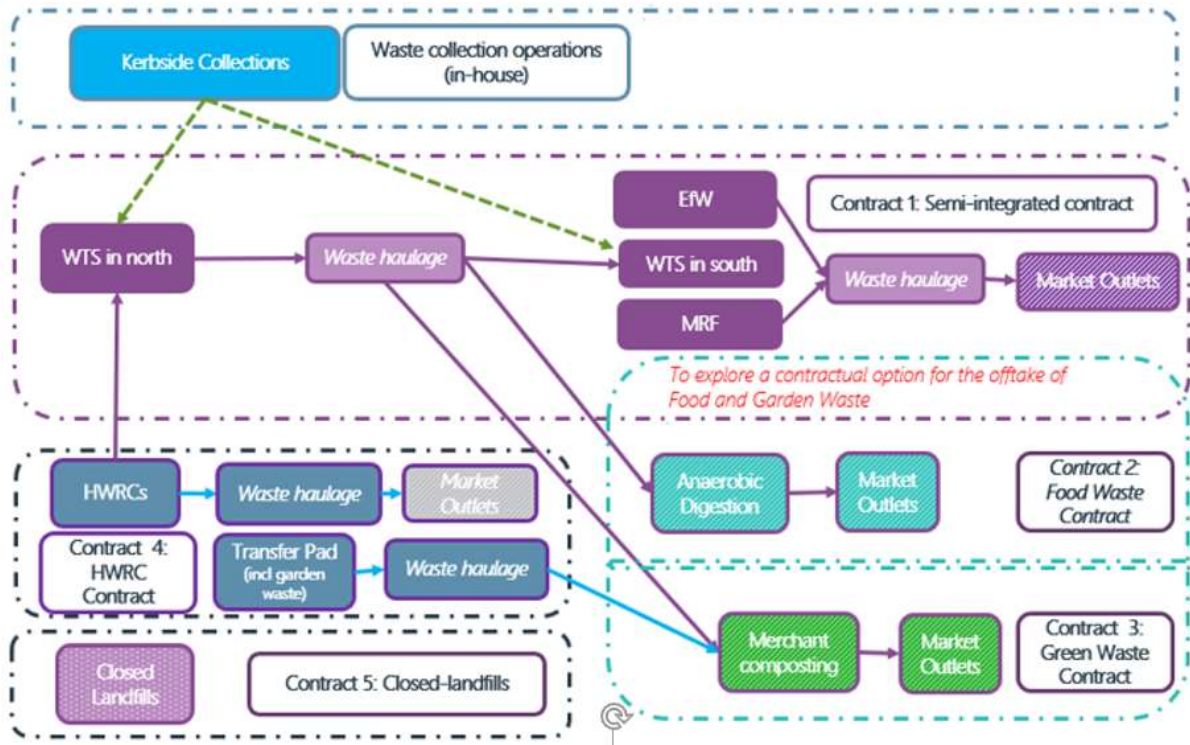 Kerbside Collections
Waste collection operations
(in-house)
EfW
Contract 1: Semi-integrated contract
WTS in north
Waste haulage
WTS in south
Waste haulage
Market Outlets
MRF
To explore a contractual option for the offtake of
Food and Garden Waste
HWRCs
Waste haulage
Market
Outlets
Anaerobic
Digestion
Market
Outlets
Contract 2:
Food Waste
Contract
Contract 4:
HWRC
Contract
Transfer Pad
(incl garden
waste)
Waste haulage
Merchant
composting
Market
Outlets
Contract 3:
Green Waste
Contract
Closed
Landfills
Contract 5: Closed-landfills